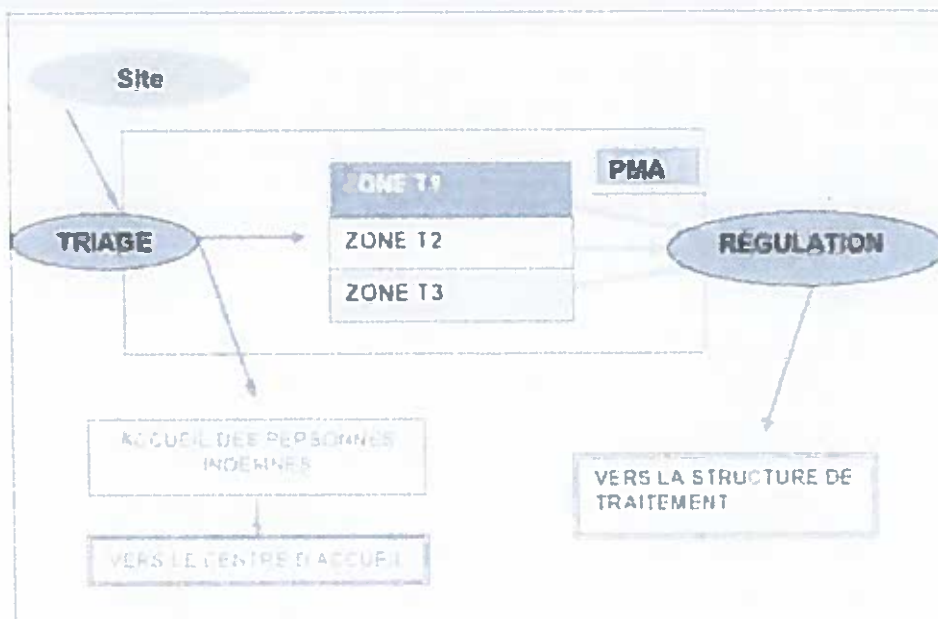 Site
PMA
ZONE T1
TRIAGE
ZONE T2
RÉGULATION
ZONE T3
ACCUEIL DES PERSONNES
INDEMNES
VERS LA STRUCTURE DE
TRAITEMENT
VERS LE CENTRE D'ACCUEIL